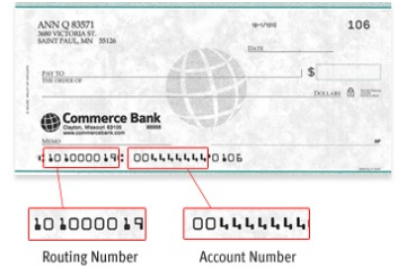 ANN Q 83571
3680 VICTORIA ST.
SAINT PAUL, MN 55126
106
DATE
PAY TO
THE ORDER OF
$
DOLLARS
Commerce Bank
Clayton, Missouri 63105
www.commercebank.com
MEMO
101000019 004444444 0106
101000019
004444444
Routing Number
Account Number